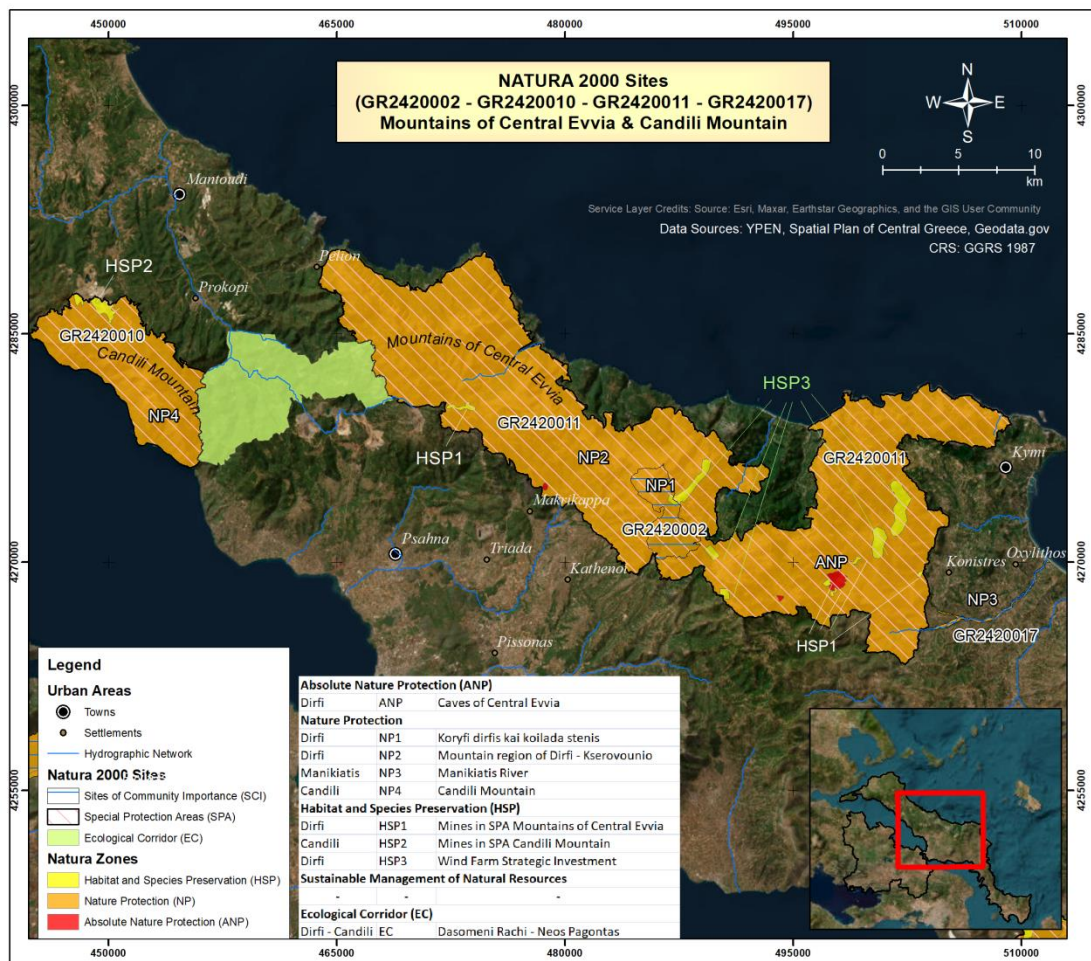 450000 465000 480000 495000 510000
4300000 4300000
4285000 4285000
4270000 4270000
4255000 4255000
450000 465000 480000 495000 510000
NATURA 2000 Sites
(GR2420002 - GR2420010 - GR2420011 - GR2420017)
Mountains of Central Evvia & Candili Mountain
N
W E
S
0 5 10
km
Service Layer Credits: Source: Esri, Maxar, Earthstar Geographics, and the GIS User Community
Data Sources: YPEN, Spatial Plan of Central Greece, Geodata.gov
CRS: GGRS 1987
Mantoudi
HSP2
Pelion
Prokopi
GR2420010
Candili Mountain
NP4
Mountains of Central Evvia
HSP3
HSP1
GR2420011
NP2
GR2420011
NP1
Kymi
Makrikappa
GR2420002
Psahna
Triada
Kathenoi
ANP
Konistres
Oxylithos
NP3
HSP1
GR2420017
Pissonas
Legend
Urban Areas
Towns
Settlements
Hydrographic Network
Natura 2000 Sites
Sites of Community Importance (SCI)
Special Protection Areas (SPA)
Ecological Corridor (EC)
Natura Zones
Habitat and Species Preservation (HSP)
Nature Protection (NP)
Absolute Nature Protection (ANP)
Absolute Nature Protection (ANP)
Dirfi ANP Caves of Central Evvia
Nature Protection
Dirfi NP1 Koryfi dirfis kai koilada stenis
Dirfi NP2 Mountain region of Dirfi - Kserovounio
Manikiatis NP3 Manikiatis River
Candili NP4 Candili Mountain
Habitat and Species Preservation (HSP)
Dirfi HSP1 Mines in SPA Mountains of Central Evvia
Candili HSP2 Mines in SPA Candili Mountain
Dirfi HSP3 Wind Farm Strategic Investment
Sustainable Management of Natural Resources
- - -
Ecological Corridor (EC)
Dirfi - Candili EC Dasomeni Rachi - Neos Pagontas